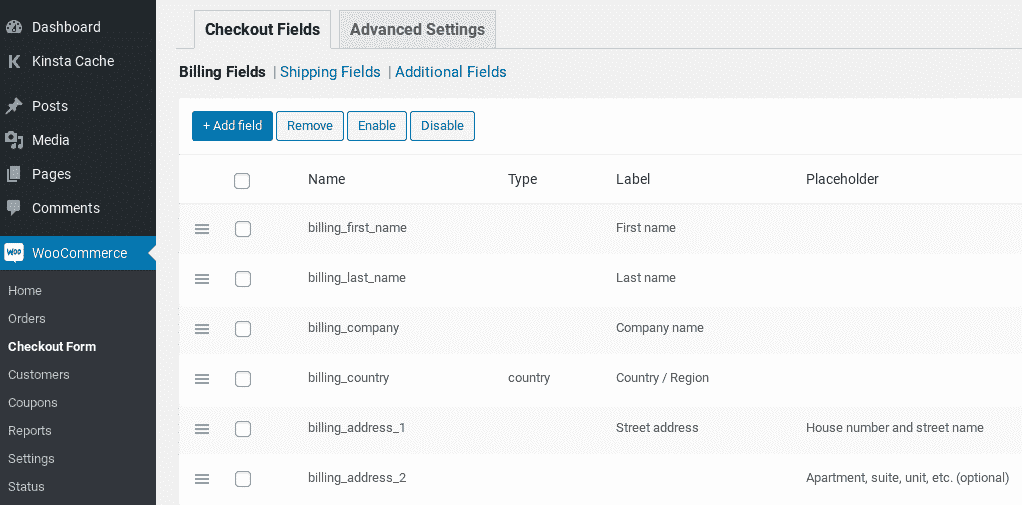 Dashboard
Kinsta Cache
Posts
Media
Pages
Comments
WOO WooCommerce
Home
Orders
Checkout Form
Customers
Coupons
Reports
Settings
Status
Checkout Fields Advanced Settings
Billing Fields | Shipping Fields | Additional Fields
+ Add field Remove Enable Disable
Name Type Label Placeholder
billing_first_name First name
billing_last_name Last name
billing_company Company name
billing_country country Country / Region
billing_address_1 Street address House number and street name
billing_address_2 Apartment, suite, unit, etc. (optional)